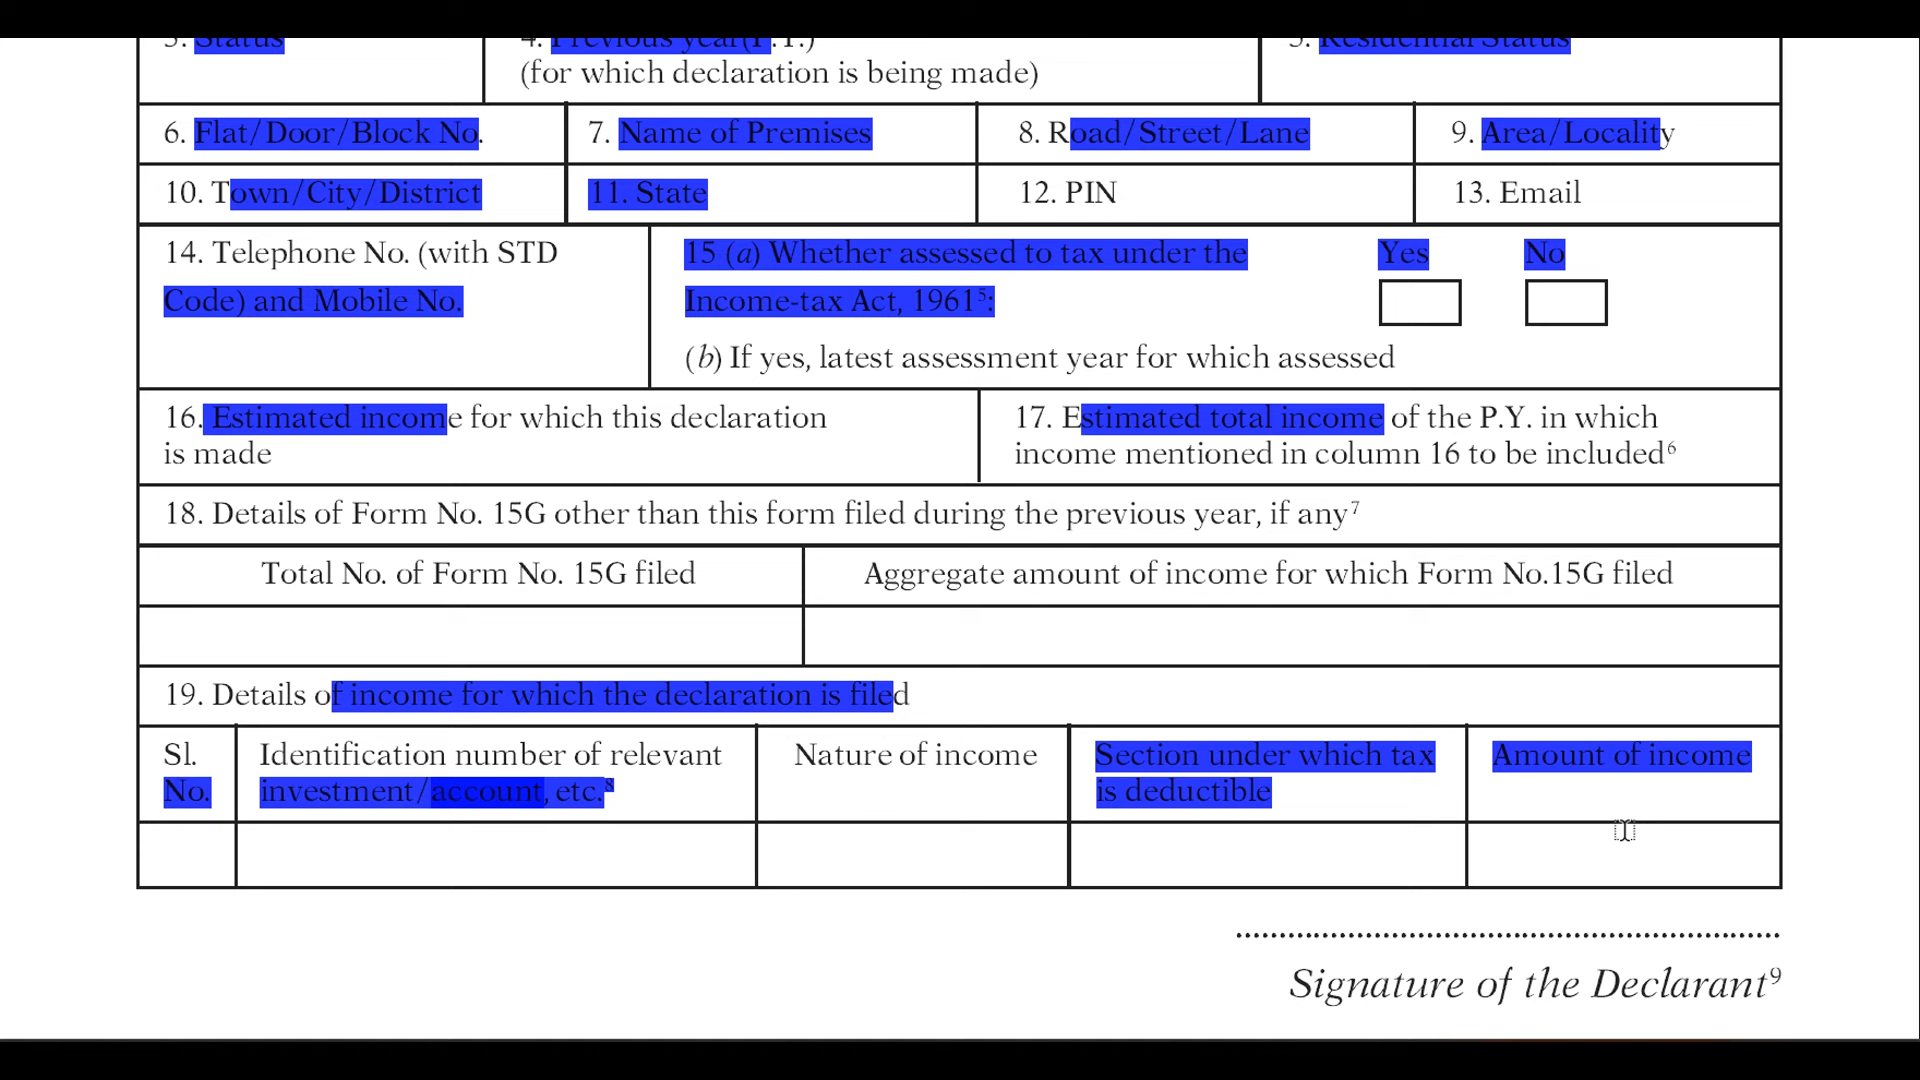 3. Status 4. Previous year(P.Y.) 5. Residential Status
(for which declaration is being made)
6. Flat/Door/Block No. 7. Name of Premises 8. Road/Street/Lane 9. Area/Locality
10. Town/City/District 11. State 12. PIN 13. Email
14. Telephone No. (with STD
Code) and Mobile No.
15 (a) Whether assessed to tax under the Yes No
Income-tax Act, 1961⁵:
(b) If yes, latest assessment year for which assessed
16. Estimated income for which this declaration
is made
17. Estimated total income of the P.Y. in which
income mentioned in column 16 to be included⁶
18. Details of Form No. 15G other than this form filed during the previous year, if any⁷
Total No. of Form No. 15G filed Aggregate amount of income for which Form No.15G filed
19. Details of income for which the declaration is filed
Sl.
No.
Identification number of relevant
investment/account, etc.⁸
Nature of income
Section under which tax
is deductible
Amount of income
Signature of the Declarant⁹